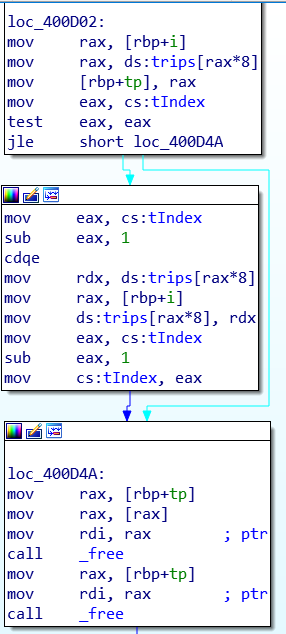 loc_400D02:
mov rax, [rbp+i]
mov rax, ds:trips[rax*8]
mov [rbp+tp], rax
mov eax, cs:tIndex
test eax, eax
jle short loc_400D4A
mov eax, cs:tIndex
sub eax, 1
cdqe
mov rdx, ds:trips[rax*8]
mov rax, [rbp+i]
mov ds:trips[rax*8], rdx
mov eax, cs:tIndex
sub eax, 1
mov cs:tIndex, eax
loc_400D4A:
mov rax, [rbp+tp]
mov rax, [rax]
mov rdi, rax ; ptr
call _free
mov rax, [rbp+tp]
mov rdi, rax ; ptr
call _free